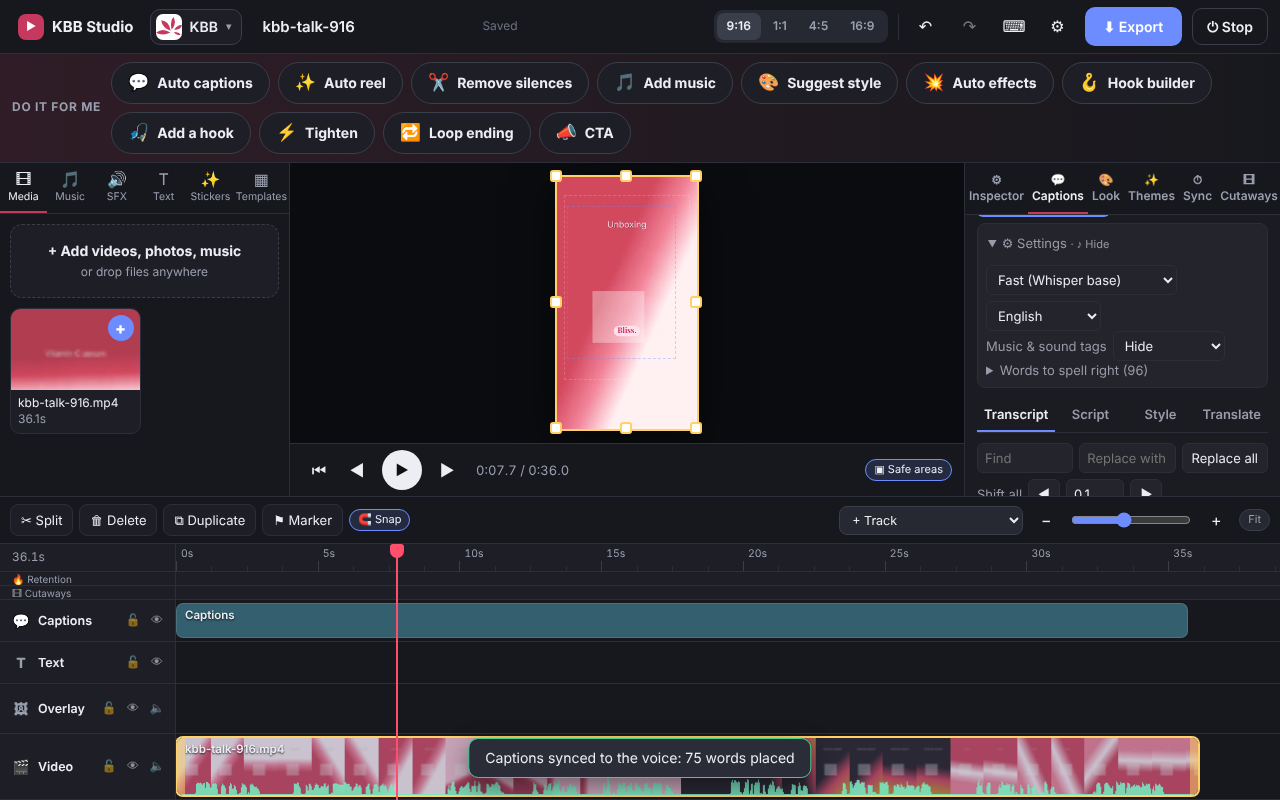 KBB Studio
KBB
kbb-talk-916
Saved
9:16 1:1 4:5 16:9
Export
Stop
DO IT FOR ME
Auto captions
Auto reel
Remove silences
Add music
Suggest style
Auto effects
Hook builder
Add a hook
Tighten
Loop ending
CTA
Media Music SFX Text Stickers Templates
+ Add videos, photos, music
or drop files anywhere
Vitamin C serum
kbb-talk-916.mp4
36.1s
Unboxing
Bliss.
0:07.7 / 0:36.0
Safe areas
Inspector Captions Look Themes Sync Cutaways
Settings · ♪ Hide
Fast (Whisper base)
English
Music & sound tags Hide
Words to spell right (96)
Transcript Script Style Translate
Find Replace with Replace all
Shift all 0.1
Split Delete Duplicate Marker Snap
+ Track
− + Fit
36.1s 0s 5s 10s 15s 20s 25s 30s 35s
Retention
Cutaways
Captions Captions
T Text
Overlay
Video kbb-talk-916.mp4
Captions synced to the voice: 75 words placed